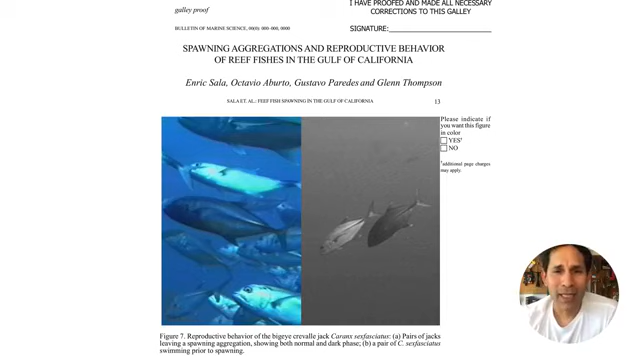 galley proof
I HAVE PROOFED AND MADE ALL NECESSARY
CORRECTIONS TO THIS GALLEY
BULLETIN OF MARINE SCIENCE, 00(0): 000–000, 0000
SIGNATURE:
SPAWNING AGGREGATIONS AND REPRODUCTIVE BEHAVIOR
OF REEF FISHES IN THE GULF OF CALIFORNIA
Enric Sala, Octavio Aburto, Gustavo Paredes and Glenn Thompson
SALA ET. AL.: FEEF FISH SPAWNING IN THE GULF OF CALIFORNIA
13
Please indicate if
you want this figure
in color
YES†
NO
†additional page charges
may apply.
Figure 7. Reproductive behavior of the bigeye crevalle jack Caranx sexfasciatus: (a) Pairs of jacks
leaving a spawning aggregation, showing both normal and dark phase; (b) a pair of C. sexfasciatus
swimming prior to spawning.